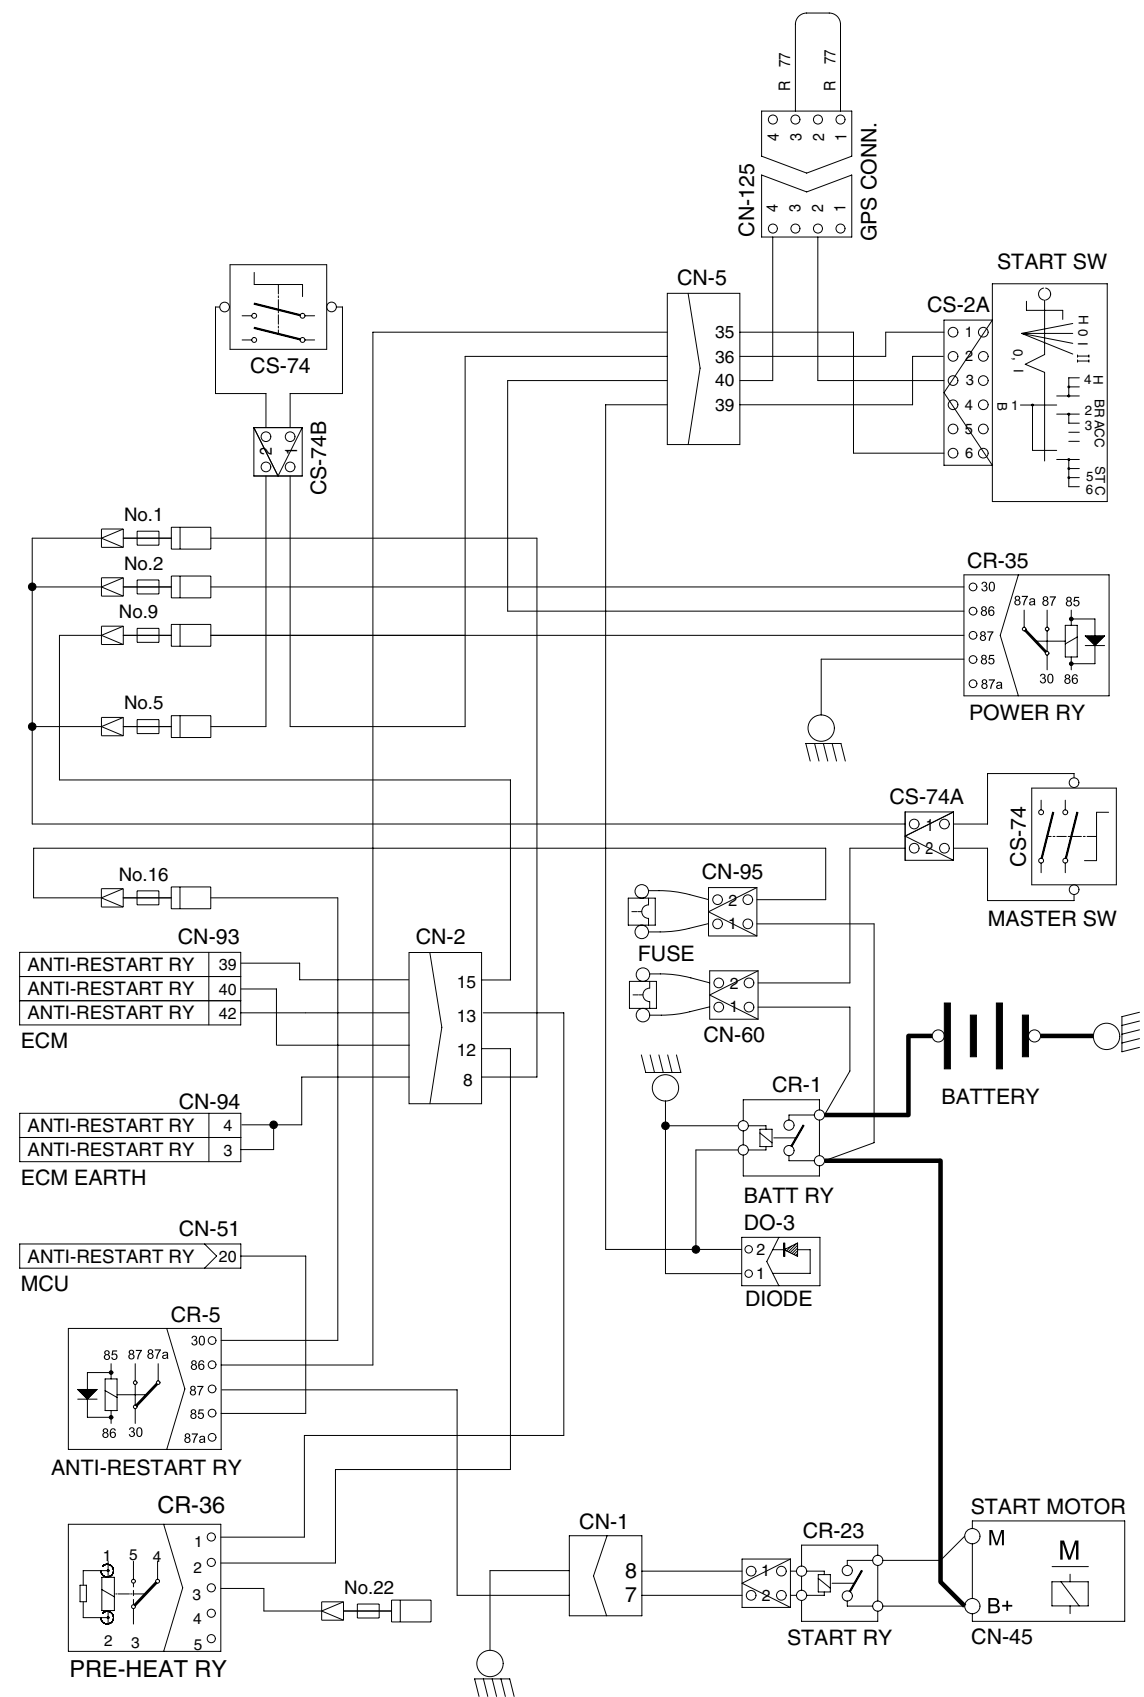 R 77
R 77
4 3 2 1
CN-125
4 3 2 1
GPS CONN.
START SW
CN-5
35
36
40
39
CS-2A
1
2
3
4
5
6
H 0 I II
0, I
B 1
4 H
BR
2
3 ACC
ST
5
6 C
CS-74
2 1
CS-74B
No.1
No.2
No.9
No.5
CR-35
30
86
87
85
87a
87a 87 85
30 86
POWER RY
CS-74A
1
2
CS-74
MASTER SW
No.16
CN-95
2
1
FUSE
2
1
CN-60
CN-93
ANTI-RESTART RY 39
ANTI-RESTART RY 40
ANTI-RESTART RY 42
ECM
CN-2
15
13
12
8
CN-94
ANTI-RESTART RY 4
ANTI-RESTART RY 3
ECM EARTH
BATTERY
CR-1
BATT RY
DO-3
2
1
DIODE
CN-51
ANTI-RESTART RY 20
MCU
CR-5
30
86
87
85
87a
85 87 87a
86 30
ANTI-RESTART RY
CR-36
1
2
3
4
5
1 5 4
2 3
PRE-HEAT RY
No.22
CN-1
8
7
1
2
CR-23
START RY
START MOTOR
M
M
B+
CN-45